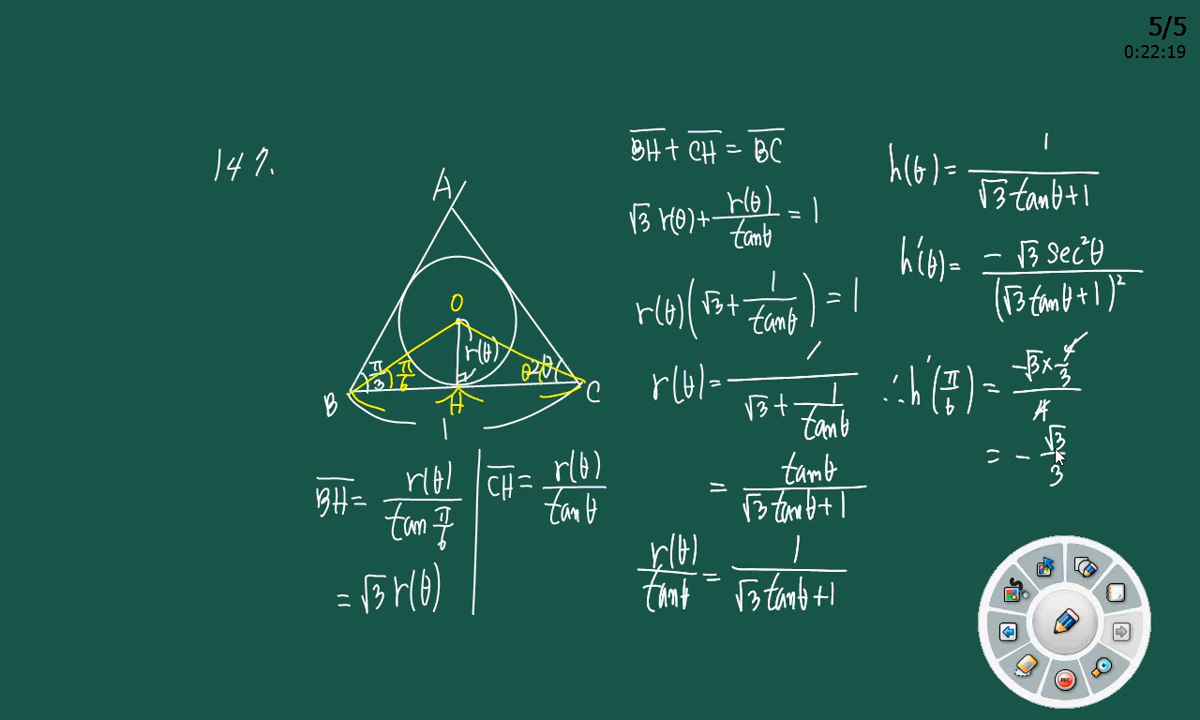 5/5
0:22:19
147.
A
O
r(θ)
π/3
π/6
θ
2θ
B
H
C
1
BH = r(θ)/tan π/6
= √3 r(θ)
CH = r(θ)/tanθ
BH + CH = BC
√3 r(θ) + r(θ)/tanθ = 1
r(θ)(√3 + 1/tanθ) = 1
r(θ) = 1/(√3 + 1/tanθ)
= tanθ/(√3 tanθ + 1)
r(θ)/tanθ = 1/(√3 tanθ + 1)
h(θ) = 1/(√3 tanθ + 1)
h'(θ) = -√3 sec²θ/(√3 tanθ + 1)²
∴ h'(π/6) = (-√3 × 4/3)/4
= -√3/3
REC